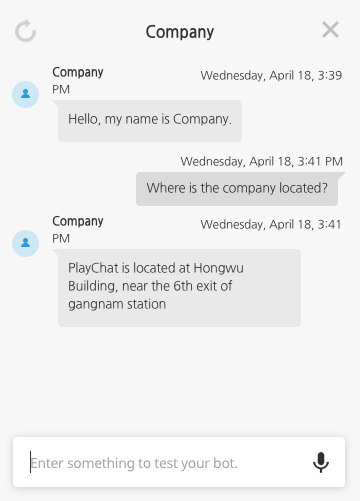 Company
Company
Wednesday, April 18, 3:39
PM
Hello, my name is Company.
Wednesday, April 18, 3:41 PM
Where is the company located?
Company
Wednesday, April 18, 3:41
PM
PlayChat is located at Hongwu
Building, near the 6th exit of
gangnam station
Enter something to test your bot.